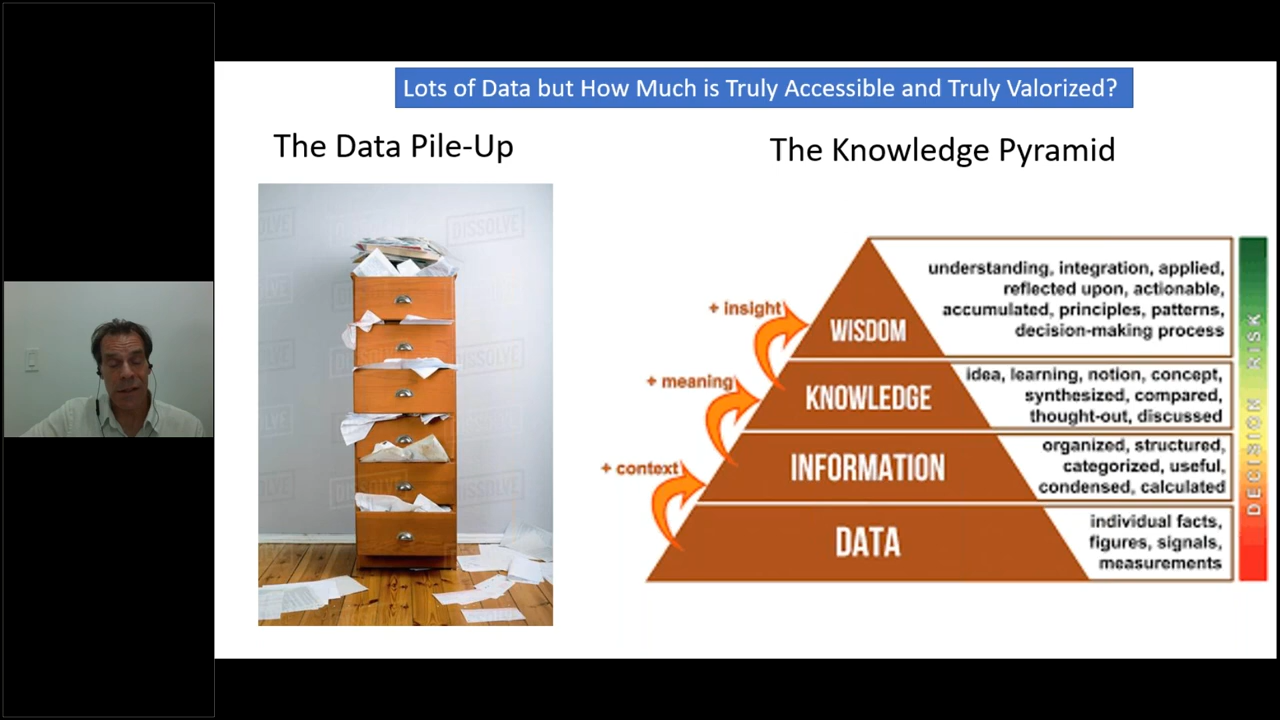 Lots of Data but How Much is Truly Accessible and Truly Valorized?
The Data Pile-Up
The Knowledge Pyramid
DISSOLVE
understanding, integration, applied,
reflected upon, actionable,
accumulated, principles, patterns,
decision-making process
+ insight
WISDOM
idea, learning, notion, concept,
synthesized, compared,
thought-out, discussed
+ meaning
KNOWLEDGE
organized, structured,
categorized, useful,
condensed, calculated
+ context
INFORMATION
individual facts,
figures, signals,
measurements
DATA
DECISION RISK